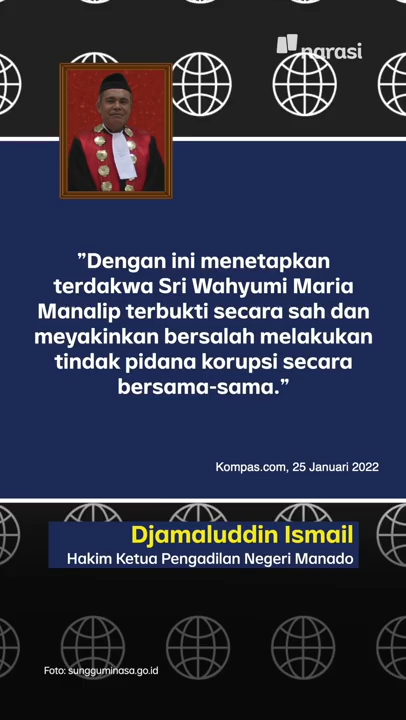 narasi
"Dengan ini menetapkan
terdakwa Sri Wahyumi Maria
Manalip terbukti secara sah dan
meyakinkan bersalah melakukan
tindak pidana korupsi secara
bersama-sama."
Kompas.com, 25 Januari 2022
Djamaluddin Ismail
Hakim Ketua Pengadilan Negeri Manado
Foto: sungguminasa.go.id